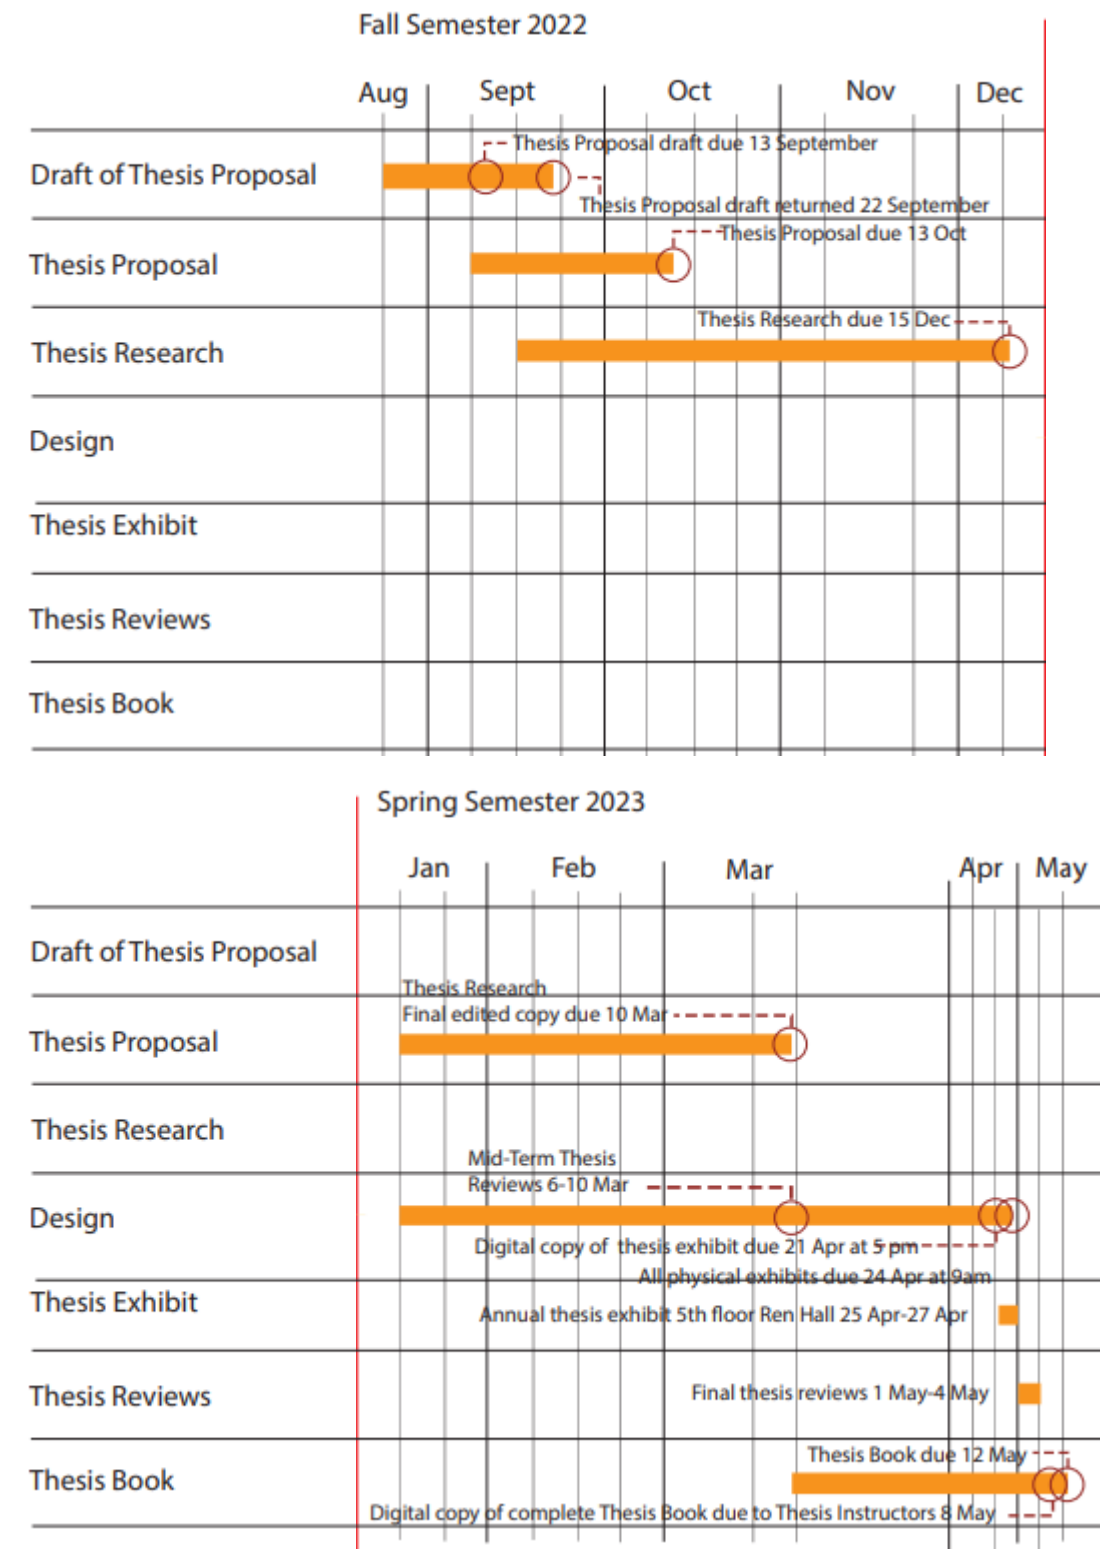 Fall Semester 2022
Aug Sept Oct Nov Dec
Thesis Proposal draft due 13 September
Draft of Thesis Proposal
Thesis Proposal draft returned 22 September
Thesis Proposal due 13 Oct
Thesis Proposal
Thesis Research due 15 Dec
Thesis Research
Design
Thesis Exhibit
Thesis Reviews
Thesis Book
Spring Semester 2023
Jan Feb Mar Apr May
Draft of Thesis Proposal
Thesis Research
Final edited copy due 10 Mar
Thesis Proposal
Thesis Research
Mid-Term Thesis
Reviews 6-10 Mar
Design
Digital copy of thesis exhibit due 21 Apr at 5 pm
All physical exhibits due 24 Apr at 9am
Thesis Exhibit
Annual thesis exhibit 5th floor Ren Hall 25 Apr-27 Apr
Thesis Reviews
Final thesis reviews 1 May-4 May
Thesis Book due 12 May
Thesis Book
Digital copy of complete Thesis Book due to Thesis Instructors 8 May